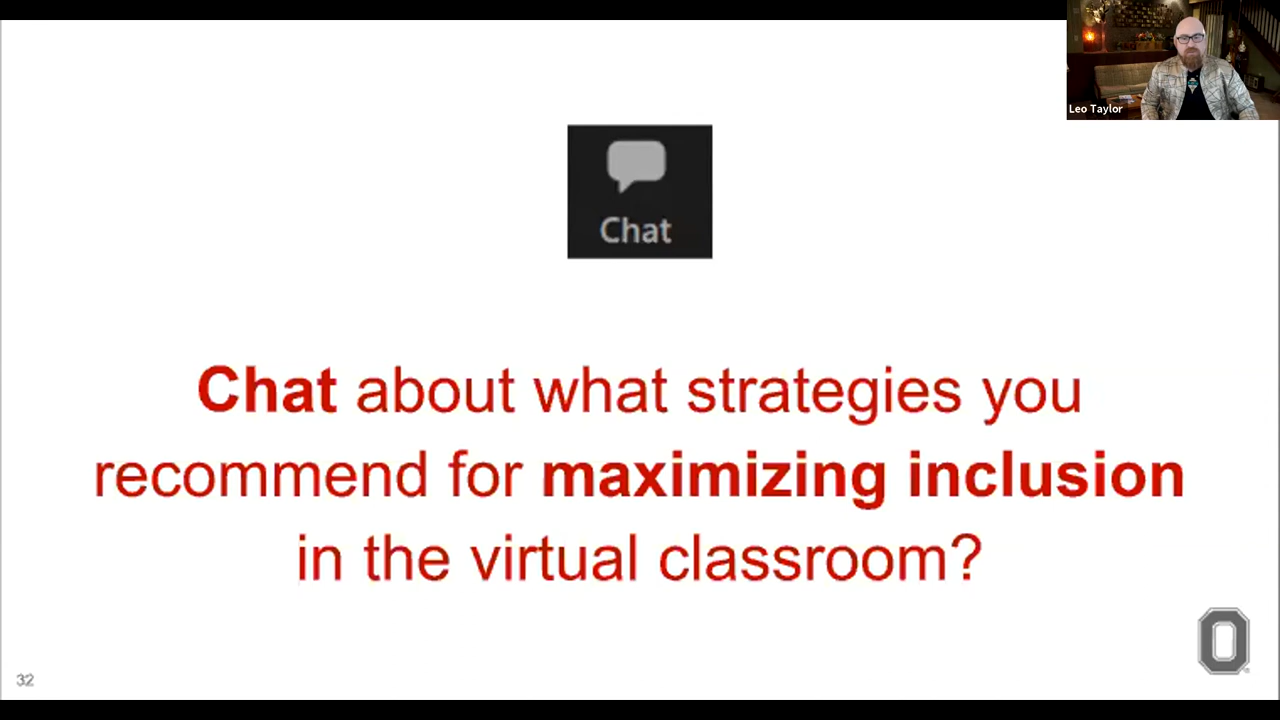 Leo Taylor
Chat
Chat about what strategies you
recommend for maximizing inclusion
in the virtual classroom?
32